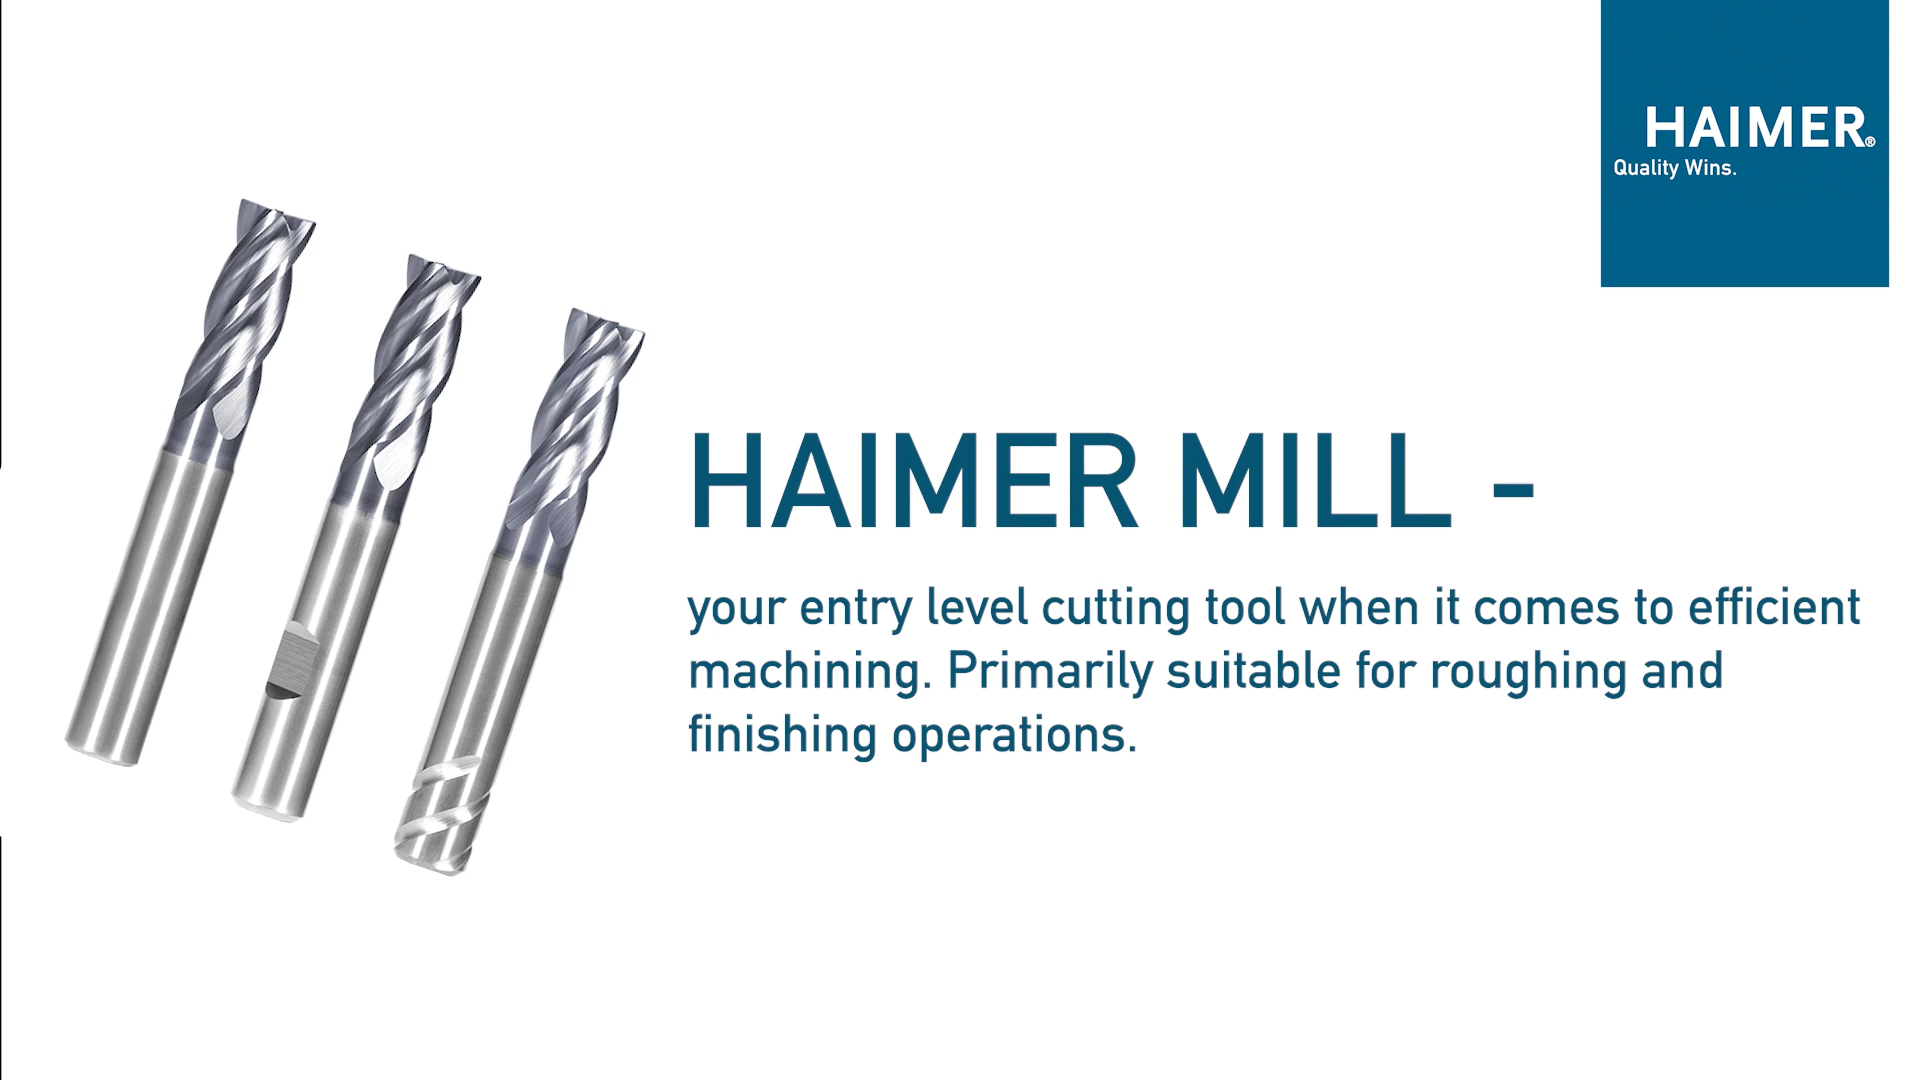 HAIMER®
Quality Wins.
HAIMER MILL -
your entry level cutting tool when it comes to efficient
machining. Primarily suitable for roughing and
finishing operations.